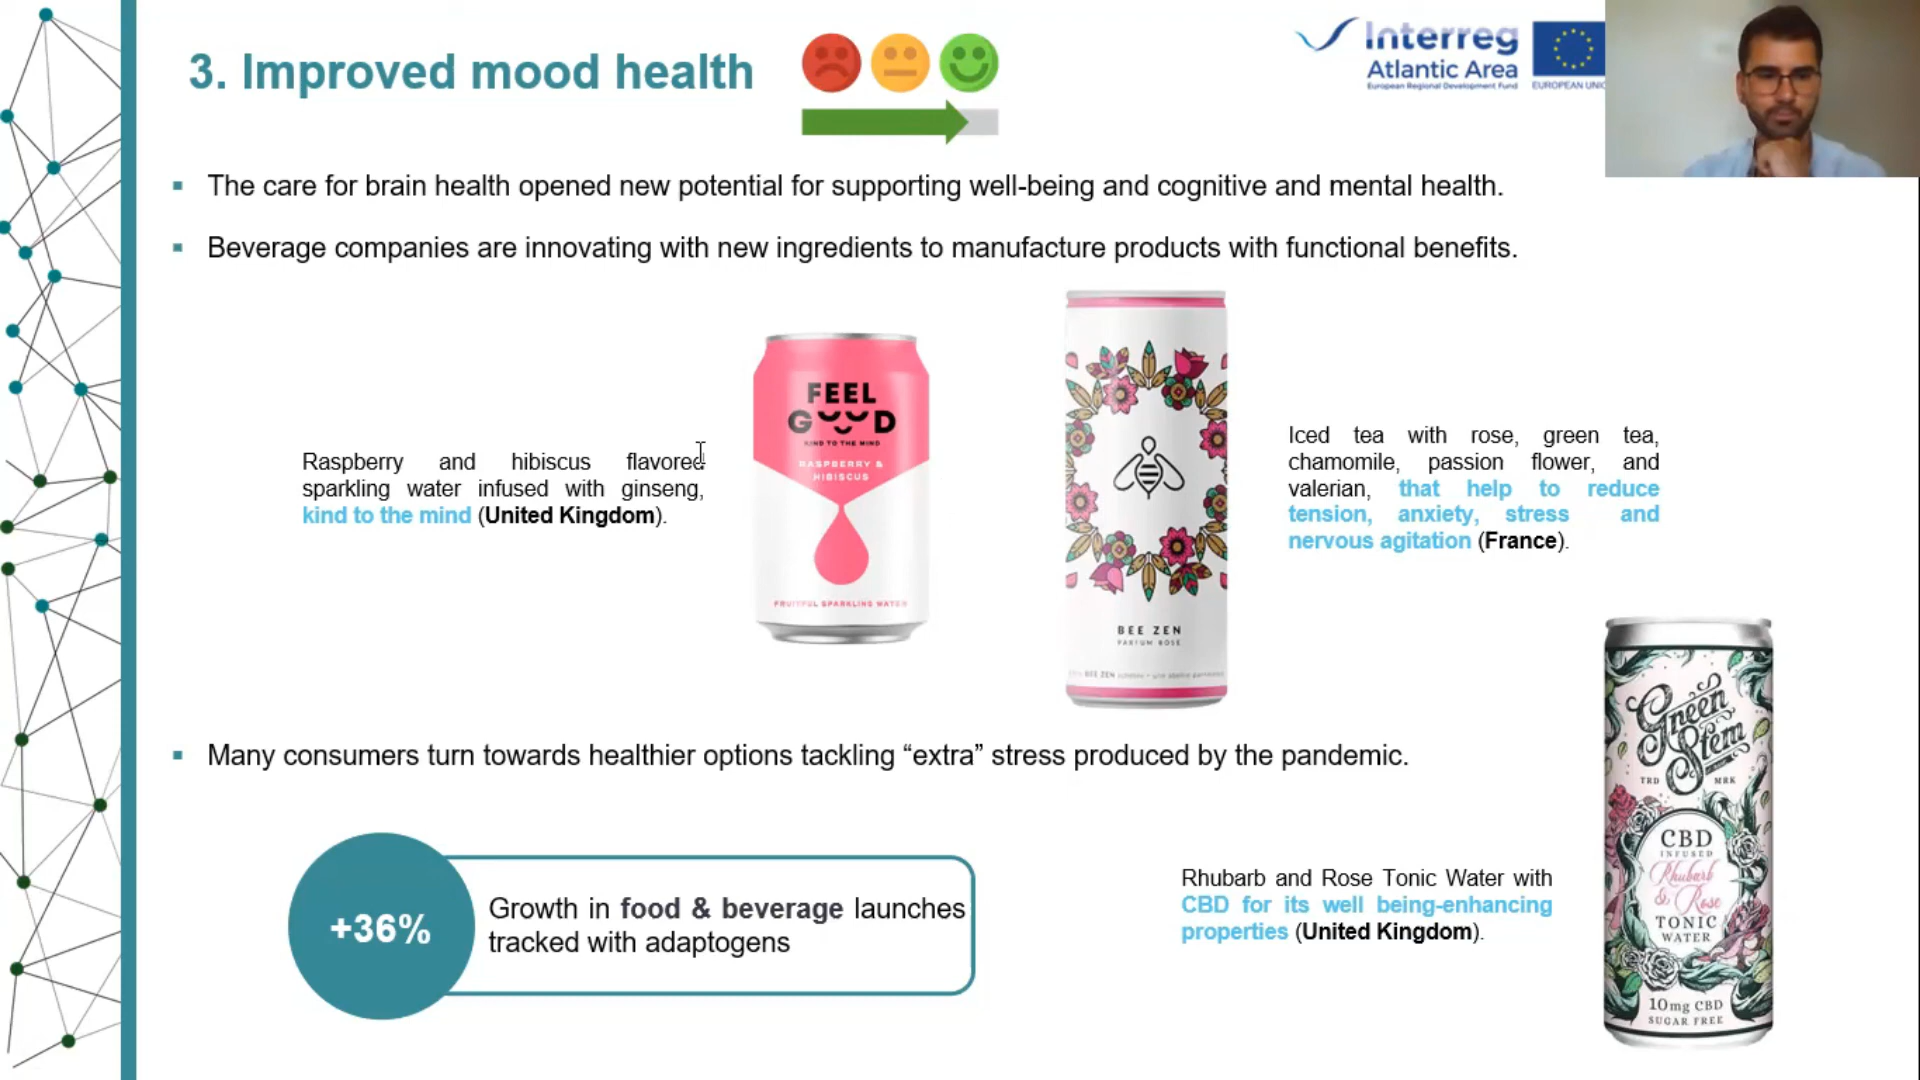 3. Improved mood health
Interreg
Atlantic Area
European Regional Development Fund
EUROPEAN UNIO
The care for brain health opened new potential for supporting well-being and cognitive and mental health.
Beverage companies are innovating with new ingredients to manufacture products with functional benefits.
Raspberry and hibiscus flavored
sparkling water infused with ginseng,
kind to the mind (United Kingdom).
FEEL
GOOD
KIND TO THE MIND
RASPBERRY &
HIBISCUS
FRUITFUL SPARKLING WATER
BEE ZEN
PARFUM ROSE
BEE ZEN
Iced tea with rose, green tea,
chamomile, passion flower, and
valerian, that help to reduce
tension, anxiety, stress and
nervous agitation (France).
Many consumers turn towards healthier options tackling “extra” stress produced by the pandemic.
+36%
Growth in food & beverage launches
tracked with adaptogens
Rhubarb and Rose Tonic Water with
CBD for its well being-enhancing
properties (United Kingdom).
Green
Stem
TRD MRK
CBD
INFUSED
Rhubarb
& Rose
TONIC
WATER
10mg CBD
SUGAR FREE